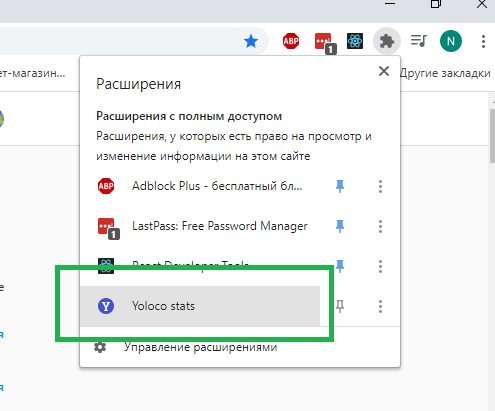 ABP
1
N
ет-магазин...
Другие закладки
Расширения
Расширения с полным доступом
Расширения, у которых есть право на просмотр и
изменение информации на этом сайте
ABP Adblock Plus - бесплатный бл...
1 LastPass: Free Password Manager
React Developer Tools
Y Yoloco stats
Управление расширениями